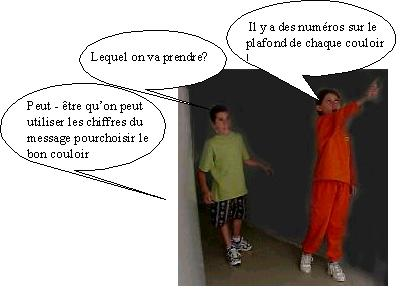 Il y a des numéros sur le
plafond de chaque couloir
!
Lequel on va prendre?
Peut - être qu'on peut
utiliser les chiffres du
message pourchoisir le
bon couloir